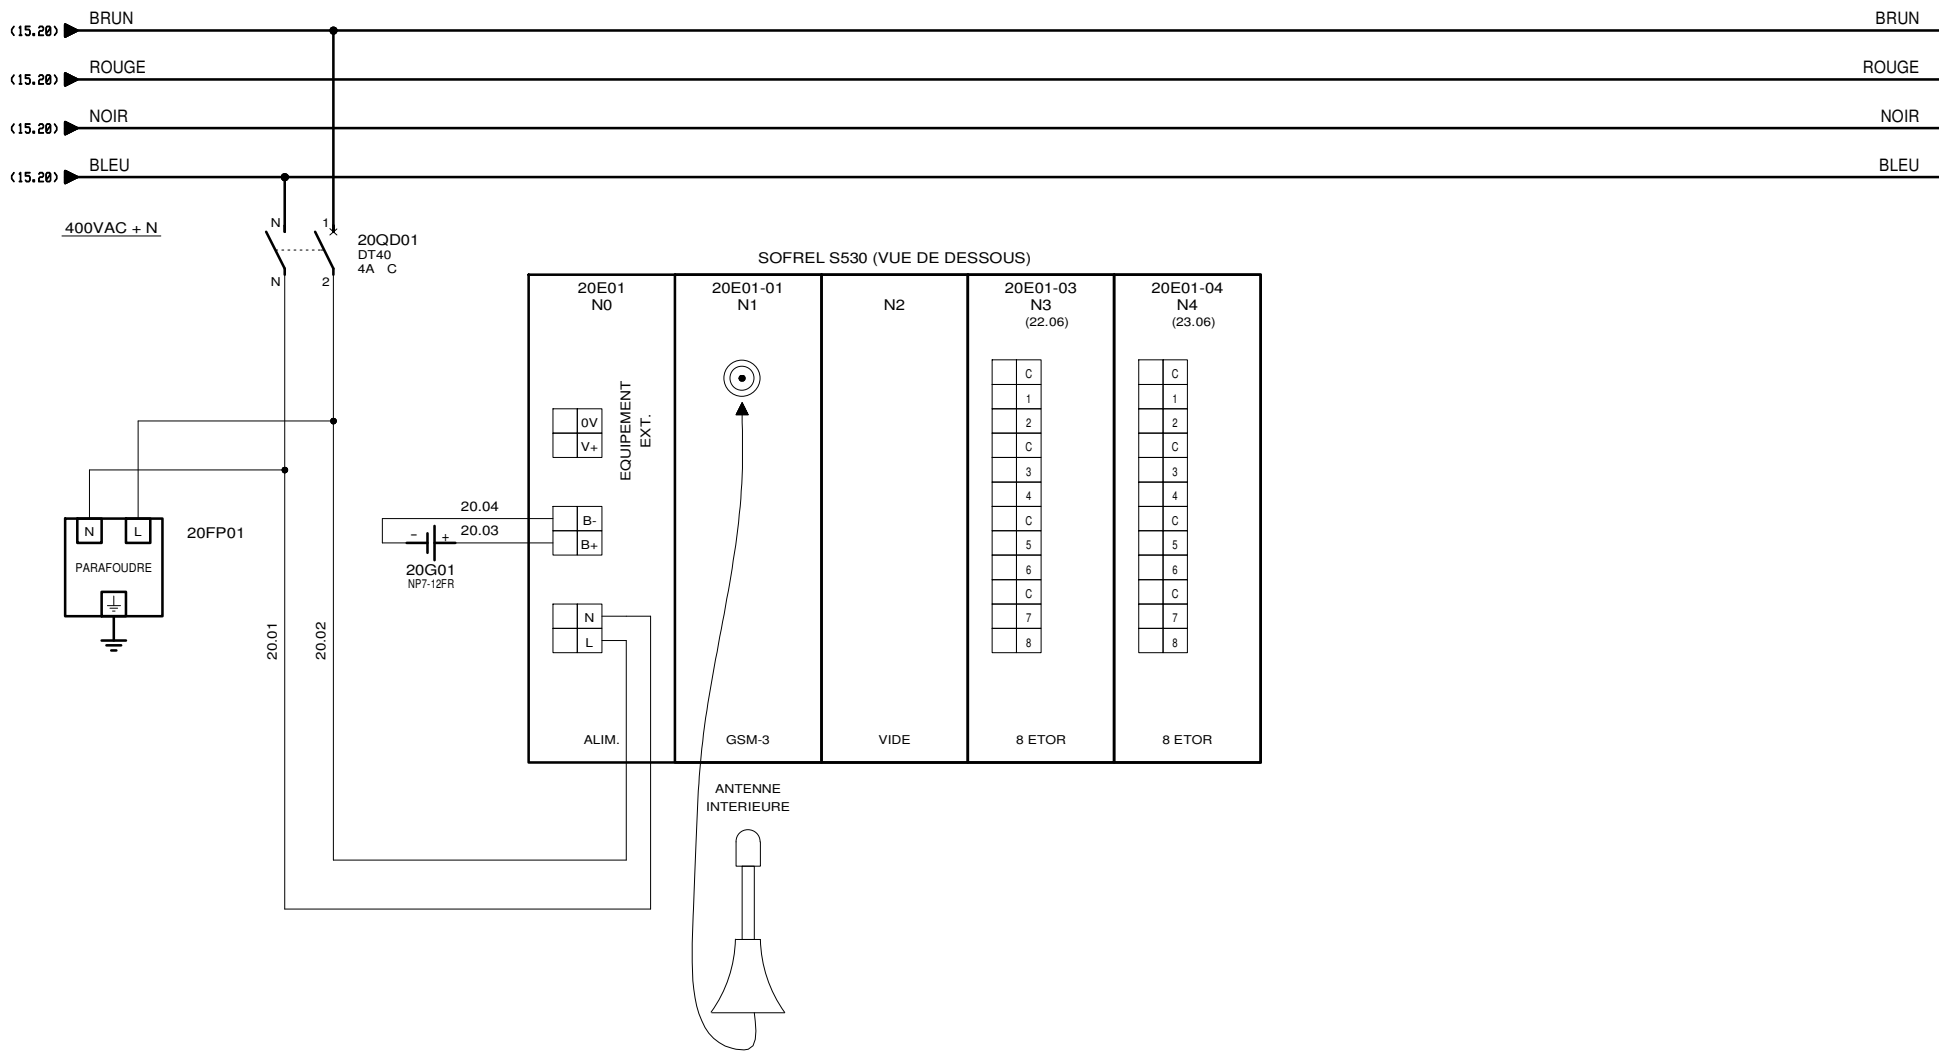 (15.20) BRUN BRUN
(15.20) ROUGE ROUGE
(15.20) NOIR NOIR
(15.20) BLEU BLEU
400VAC + N
N 1
20QD01
DT40
4A C
N 2
SOFREL S530 (VUE DE DESSOUS)
20E01
N0
EQUIPEMENT
EXT.
0V
V+
20.04
20.03
B-
B+
- +
20G01
NP7-12FR
N
L
ALIM.
20E01-01
N1
GSM-3
N2
VIDE
20E01-03
N3
(22.06)
C
1
2
C
3
4
C
5
6
C
7
8
8 ETOR
20E01-04
N4
(23.06)
C
1
2
C
3
4
C
5
6
C
7
8
8 ETOR
N L
20FP01
PARAFOUDRE
20.01
20.02
ANTENNE
INTERIEURE